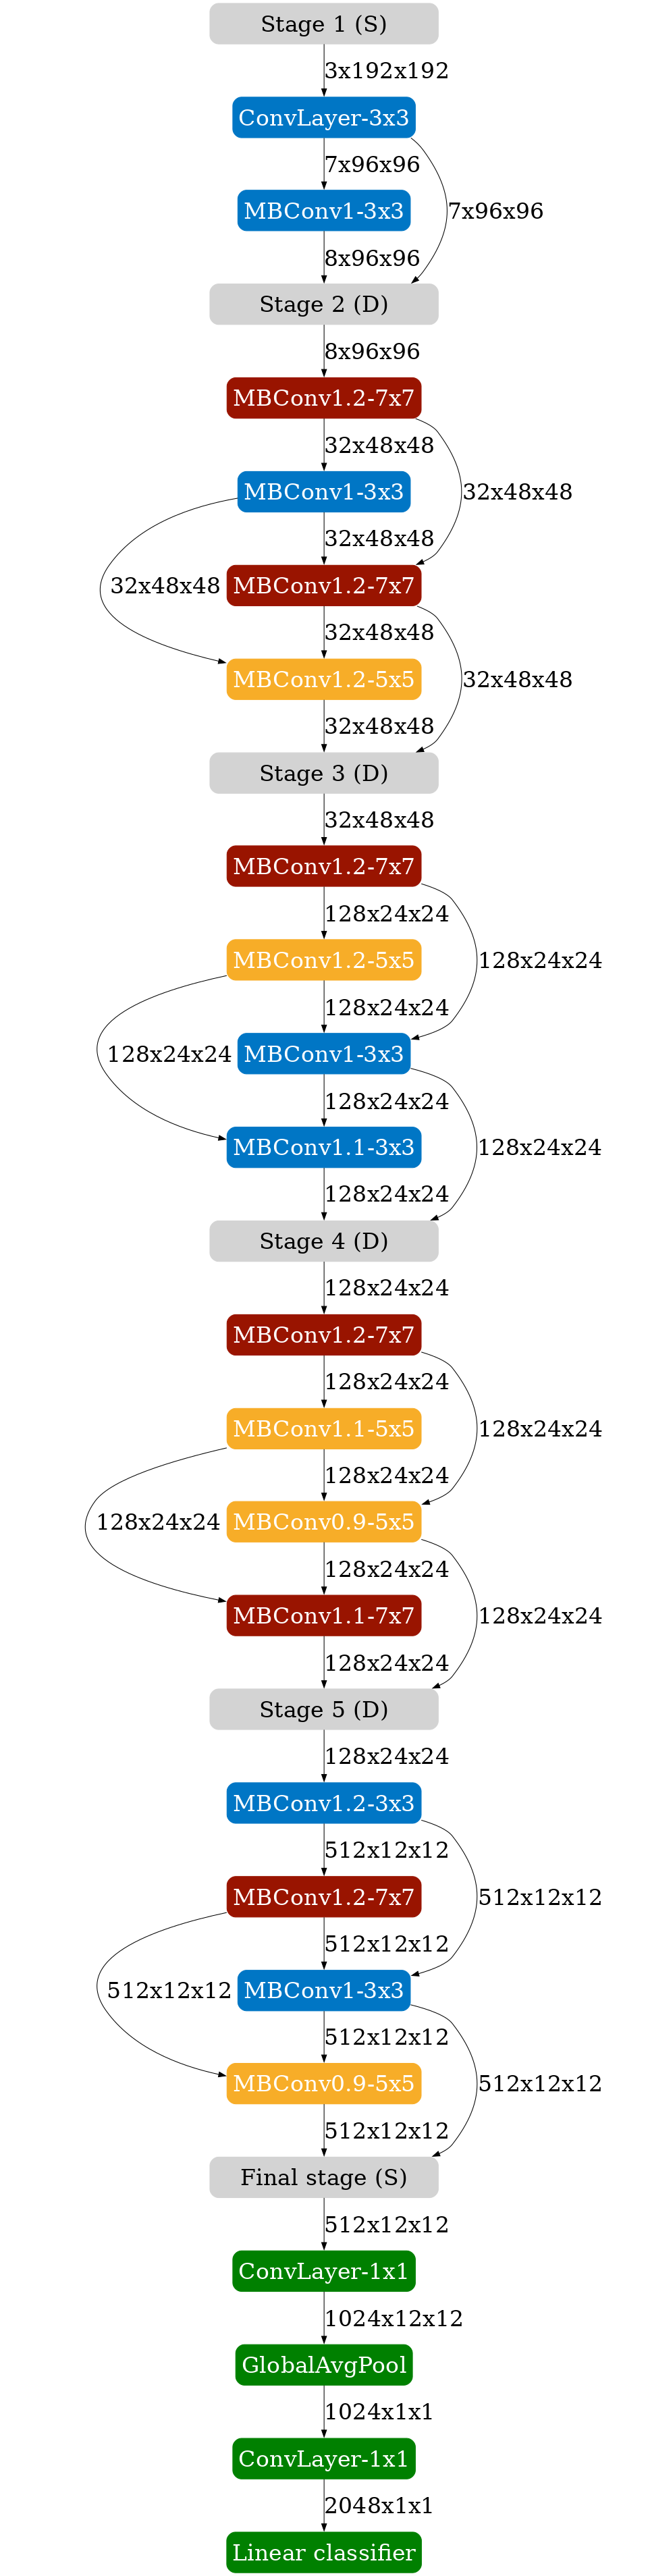 Stage 1 (S)
3x192x192
ConvLayer-3x3
7x96x96
MBConv1-3x3
7x96x96
8x96x96
Stage 2 (D)
8x96x96
MBConv1.2-7x7
32x48x48
MBConv1-3x3
32x48x48
32x48x48
32x48x48
MBConv1.2-7x7
32x48x48
MBConv1.2-5x5
32x48x48
32x48x48
Stage 3 (D)
32x48x48
MBConv1.2-7x7
128x24x24
MBConv1.2-5x5
128x24x24
128x24x24
128x24x24
MBConv1-3x3
128x24x24
MBConv1.1-3x3
128x24x24
128x24x24
Stage 4 (D)
128x24x24
MBConv1.2-7x7
128x24x24
MBConv1.1-5x5
128x24x24
128x24x24
128x24x24
MBConv0.9-5x5
128x24x24
MBConv1.1-7x7
128x24x24
128x24x24
Stage 5 (D)
128x24x24
MBConv1.2-3x3
512x12x12
MBConv1.2-7x7
512x12x12
512x12x12
512x12x12
MBConv1-3x3
512x12x12
MBConv0.9-5x5
512x12x12
512x12x12
Final stage (S)
512x12x12
ConvLayer-1x1
1024x12x12
GlobalAvgPool
1024x1x1
ConvLayer-1x1
2048x1x1
Linear classifier